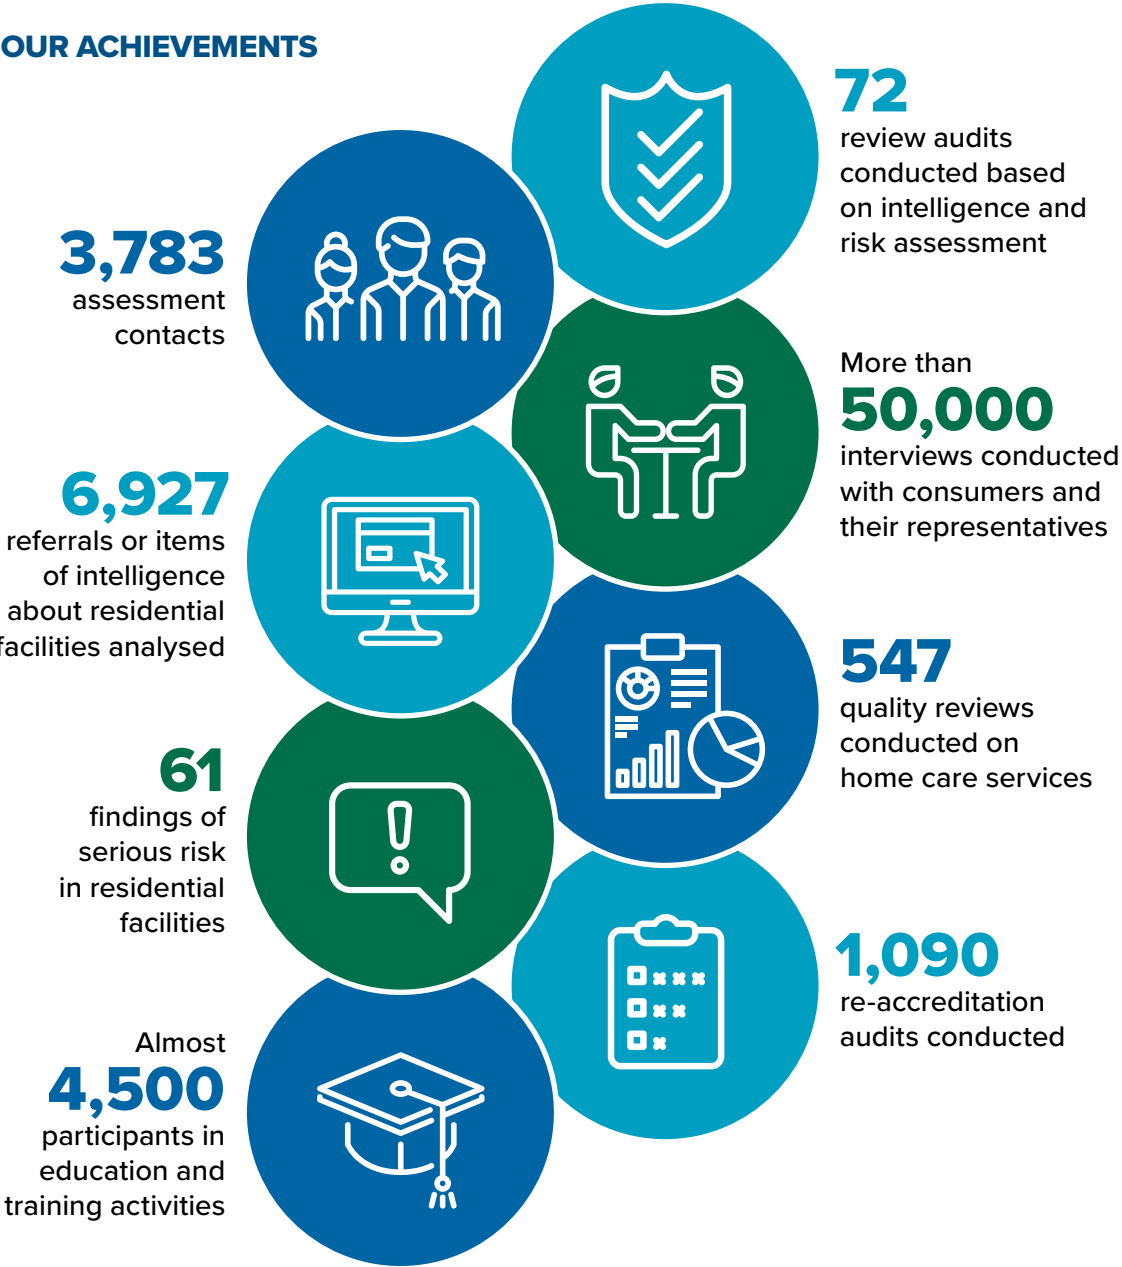 OUR ACHIEVEMENTS
3,783
assessment
contacts
6,927
referrals or items
of intelligence
about residential
facilities analysed
61
findings of
serious risk
in residential
facilities
Almost
4,500
participants in
education and
training activities
72
review audits
conducted based
on intelligence and
risk assessment
More than
50,000
interviews conducted
with consumers and
their representatives
547
quality reviews
conducted on
home care services
1,090
re-accreditation
audits conducted